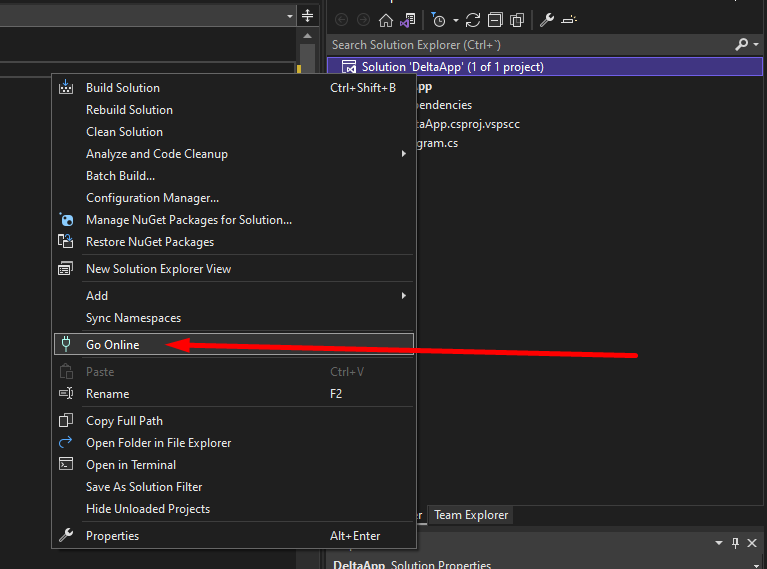 Search Solution Explorer (Ctrl+`)
Solution 'DeltaApp' (1 of 1 project)
pp
pendencies
taApp.csproj.vspscc
gram.cs
Build Solution Ctrl+Shift+B
Rebuild Solution
Clean Solution
Analyze and Code Cleanup
Batch Build...
Configuration Manager...
Manage NuGet Packages for Solution...
Restore NuGet Packages
New Solution Explorer View
Add
Sync Namespaces
Go Online
Paste Ctrl+V
Rename F2
Copy Full Path
Open Folder in File Explorer
Open in Terminal
Save As Solution Filter
Hide Unloaded Projects
Properties Alt+Enter
r Team Explorer
DeltaApp Solution Properties